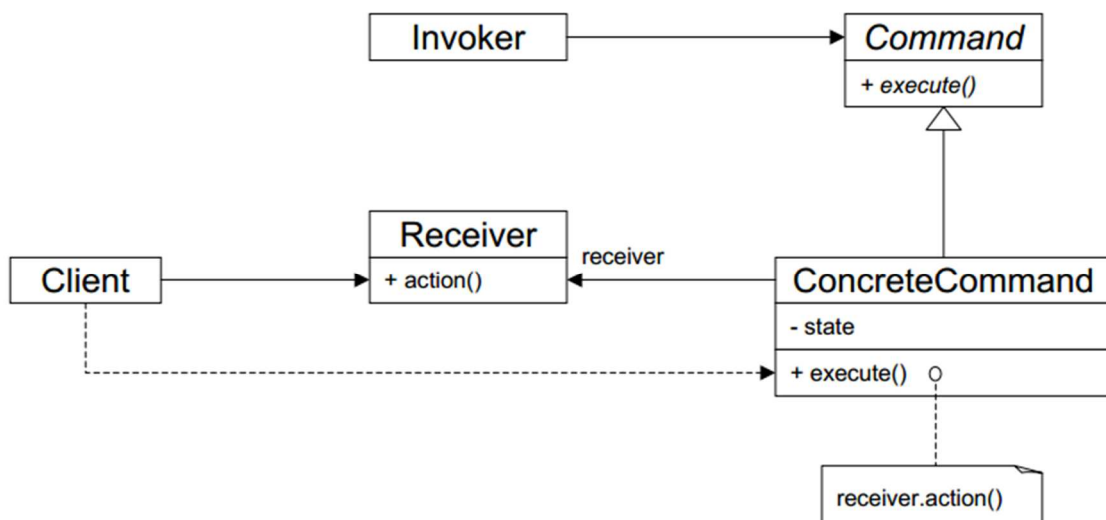 Invoker
Command
+ execute()
Receiver
+ action()
receiver
Client
ConcreteCommand
- state
+ execute()
receiver.action()